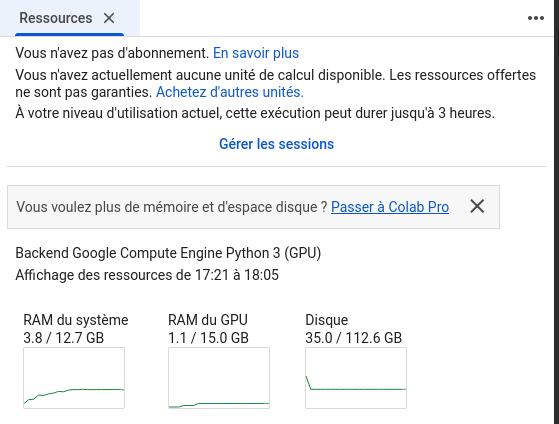 Ressources
Vous n'avez pas d'abonnement. En savoir plus
Vous n'avez actuellement aucune unité de calcul disponible. Les ressources offertes
ne sont pas garanties. Achetez d'autres unités.
À votre niveau d'utilisation actuel, cette exécution peut durer jusqu'à 3 heures.
Gérer les sessions
Vous voulez plus de mémoire et d'espace disque ? Passer à Colab Pro
Backend Google Compute Engine Python 3 (GPU)
Affichage des ressources de 17:21 à 18:05
RAM du système
3.8 / 12.7 GB
RAM du GPU
1.1 / 15.0 GB
Disque
35.0 / 112.6 GB